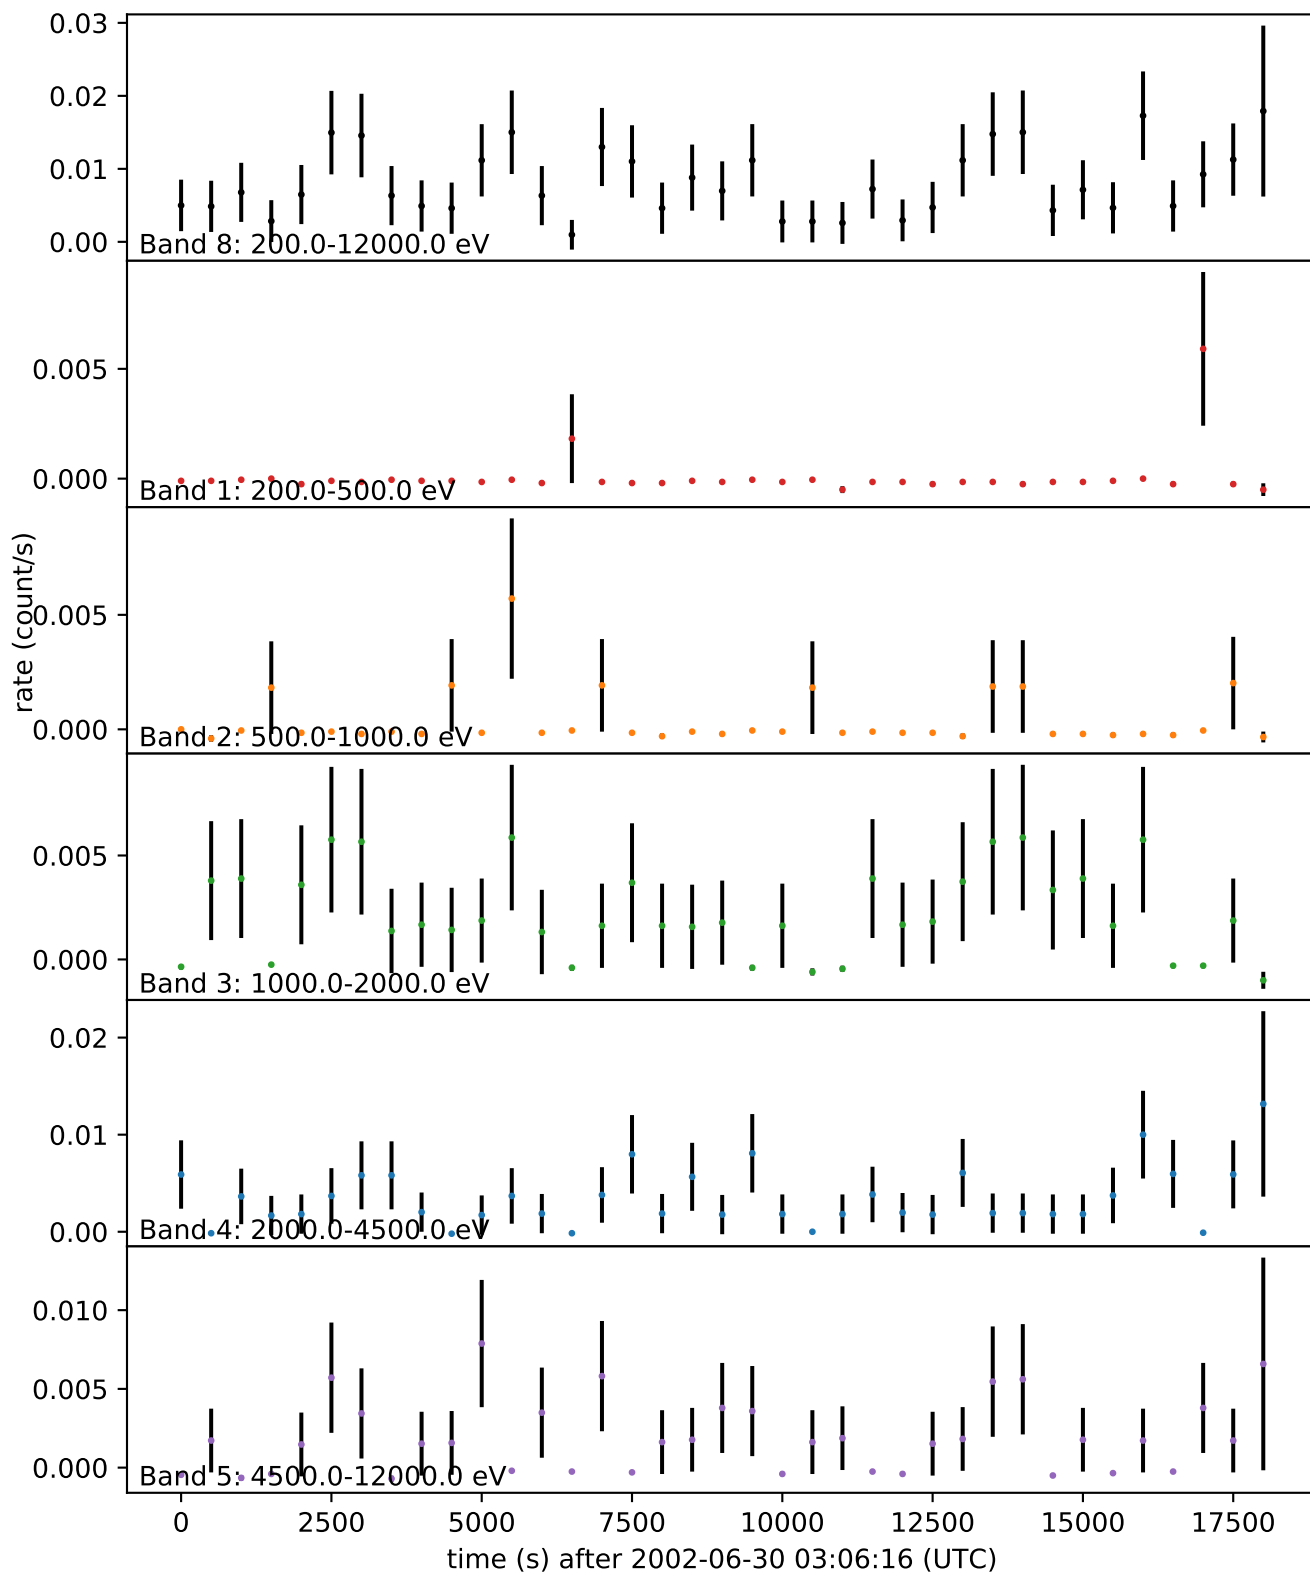 0.03
0.02
0.01
0.00
Band 8: 200.0-12000.0 eV
0.005
0.000
Band 1: 200.0-500.0 eV
rate (count/s)
0.005
0.000
Band 2: 500.0-1000.0 eV
0.005
0.000
Band 3: 1000.0-2000.0 eV
0.02
0.01
0.00
Band 4: 2000.0-4500.0 eV
0.010
0.005
0.000
Band 5: 4500.0-12000.0 eV
0 2500 5000 7500 10000 12500 15000 17500
time (s) after 2002-06-30 03:06:16 (UTC)